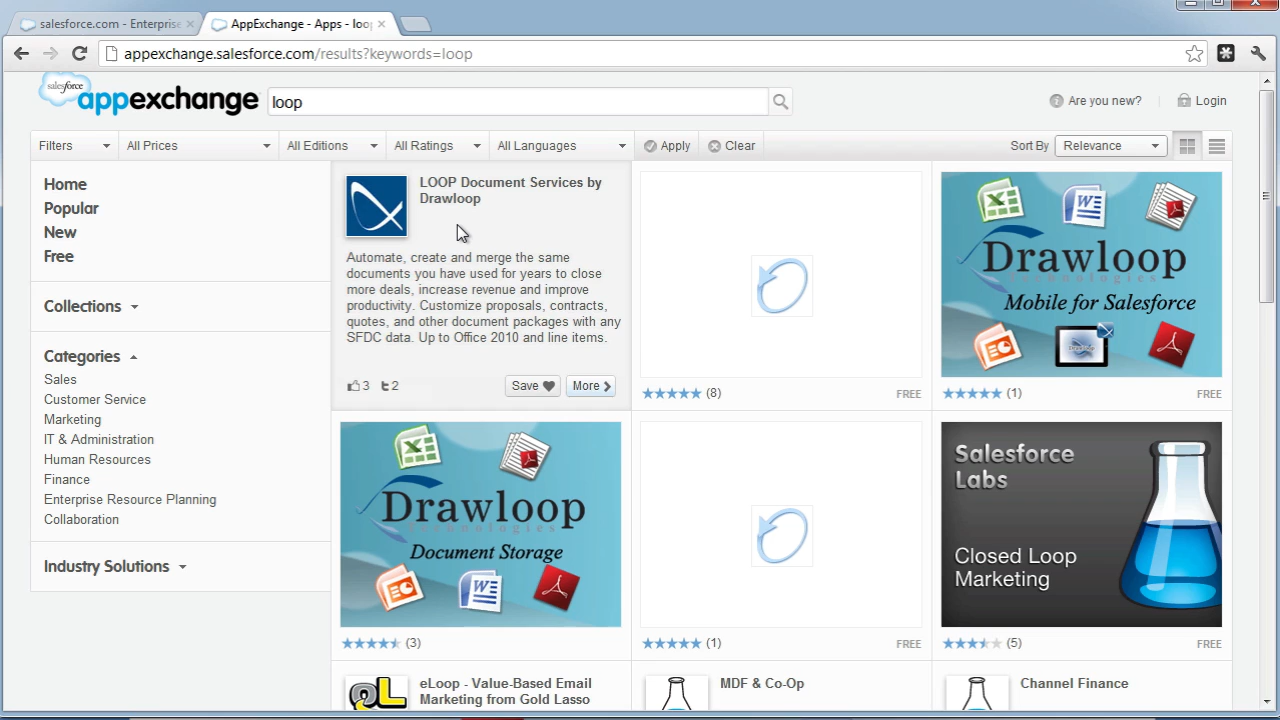 salesforce.com - Enterprise
AppExchange - Apps - loop
appexchange.salesforce.com/results?keywords=loop
salesforce
appexchange
loop
Are you new?
Login
Filters
All Prices
All Editions
All Ratings
Languages
Apply
Clear
Sort By
Relevance
Home
Popular
New
Free
Collections
Categories
Sales
Customer Service
Marketing
IT & Administration
Human Resources
Finance
Enterprise Resource Planning
Collaboration
Industry Solutions
LOOP Document Services by
Drawloop
Automate, create and merge the same
documents you have used for years to close
more deals, increase revenue and improve
productivity. Customize proposals, contracts,
quotes, and other document packages with any
SFDC data. Up to Office 2010 and line items.
3
2
Save
More
(8)
FREE
Drawloop
Technologies
Mobile for Salesforce
(1)
FREE
Drawloop
Technologies
Document Storage
(3)
(1)
FREE
Salesforce
Labs
Closed Loop
Marketing
(5)
FREE
eLoop - Value-Based Email
Marketing from Gold Lasso
MDF & Co-Op
Channel Finance